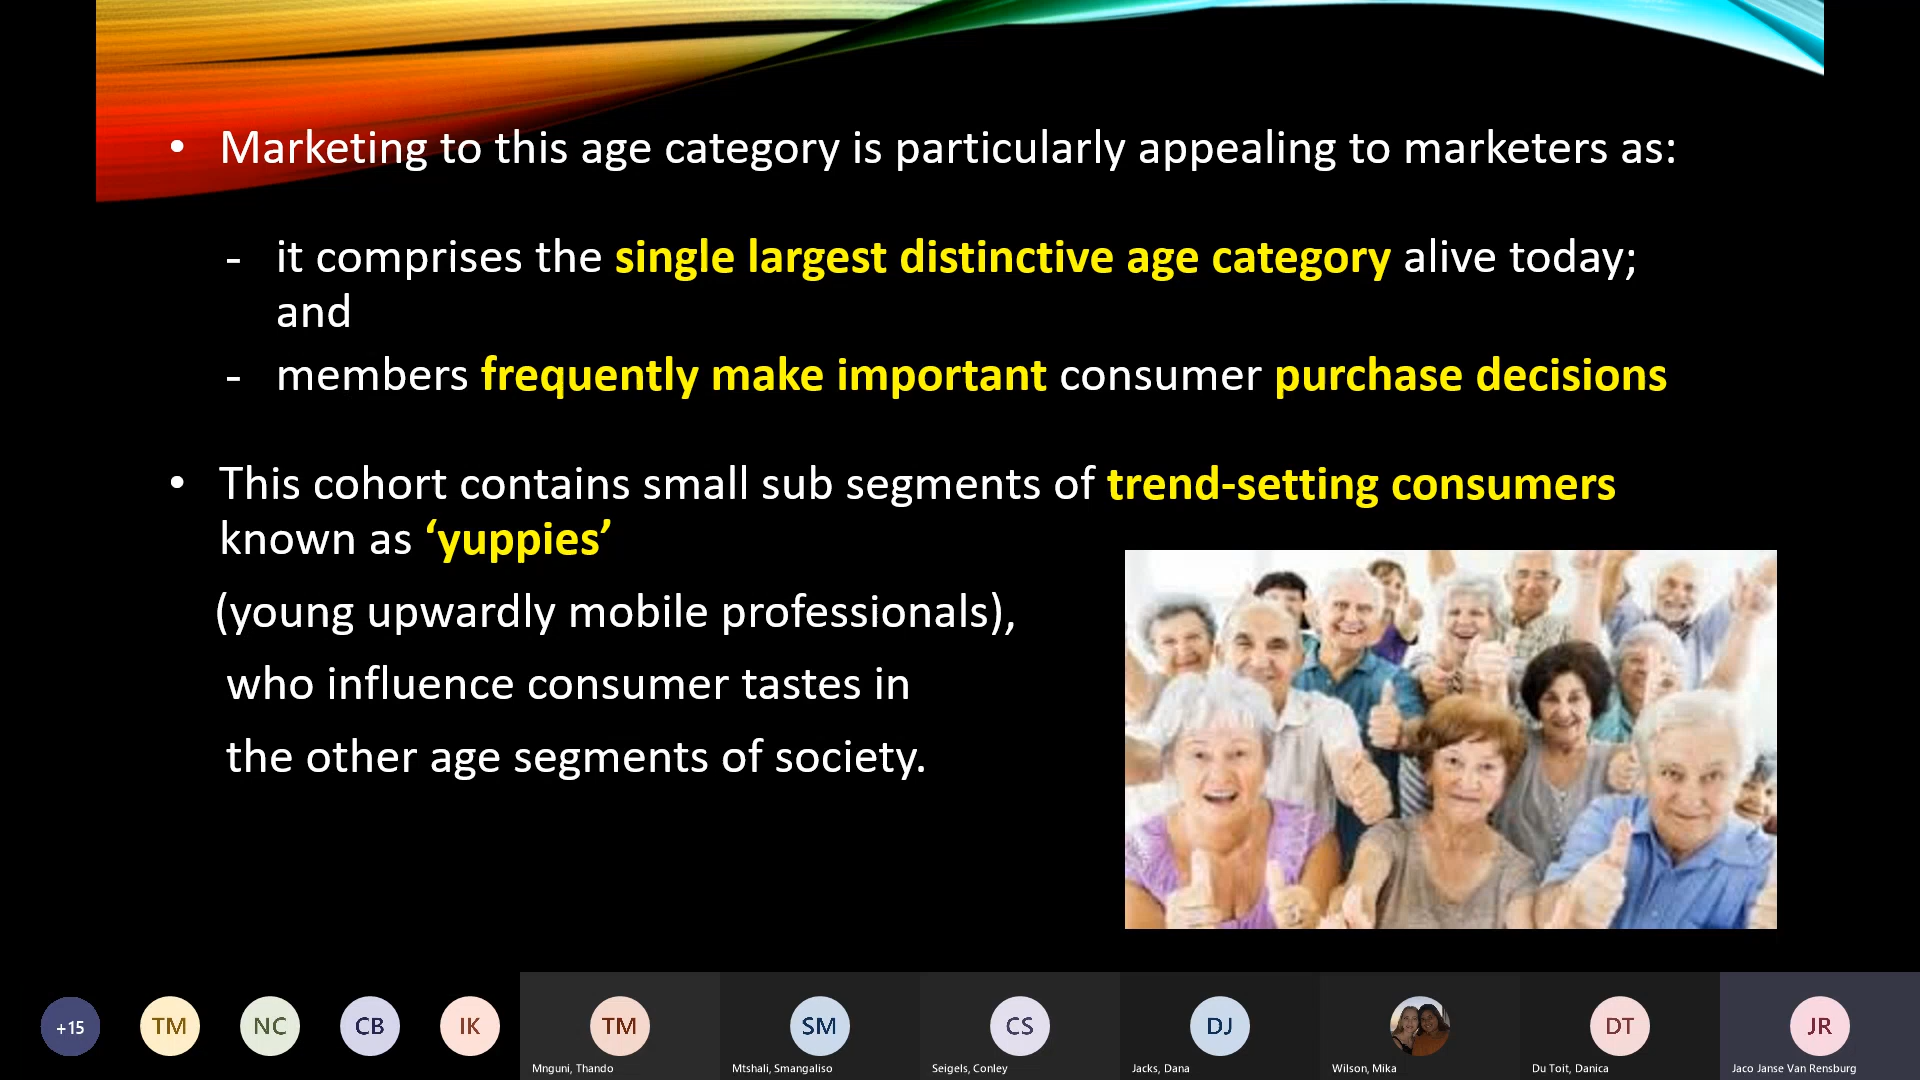 • Marketing to this age category is particularly appealing to marketers as:
- it comprises the single largest distinctive age category alive today;
and
- members frequently make important consumer purchase decisions
• This cohort contains small sub segments of trend-setting consumers
known as ‘yuppies’
(young upwardly mobile professionals),
who influence consumer tastes in
the other age segments of society.
+15
TM
NC
CB
IK
TM
SM
CS
DJ
DT
JR
Mnguni, Thando
Mtshali, Smangaliso
Seigels, Conley
Jacks, Dana
Wilson, Mika
Du Toit, Danica
Jaco Janse Van Rensburg